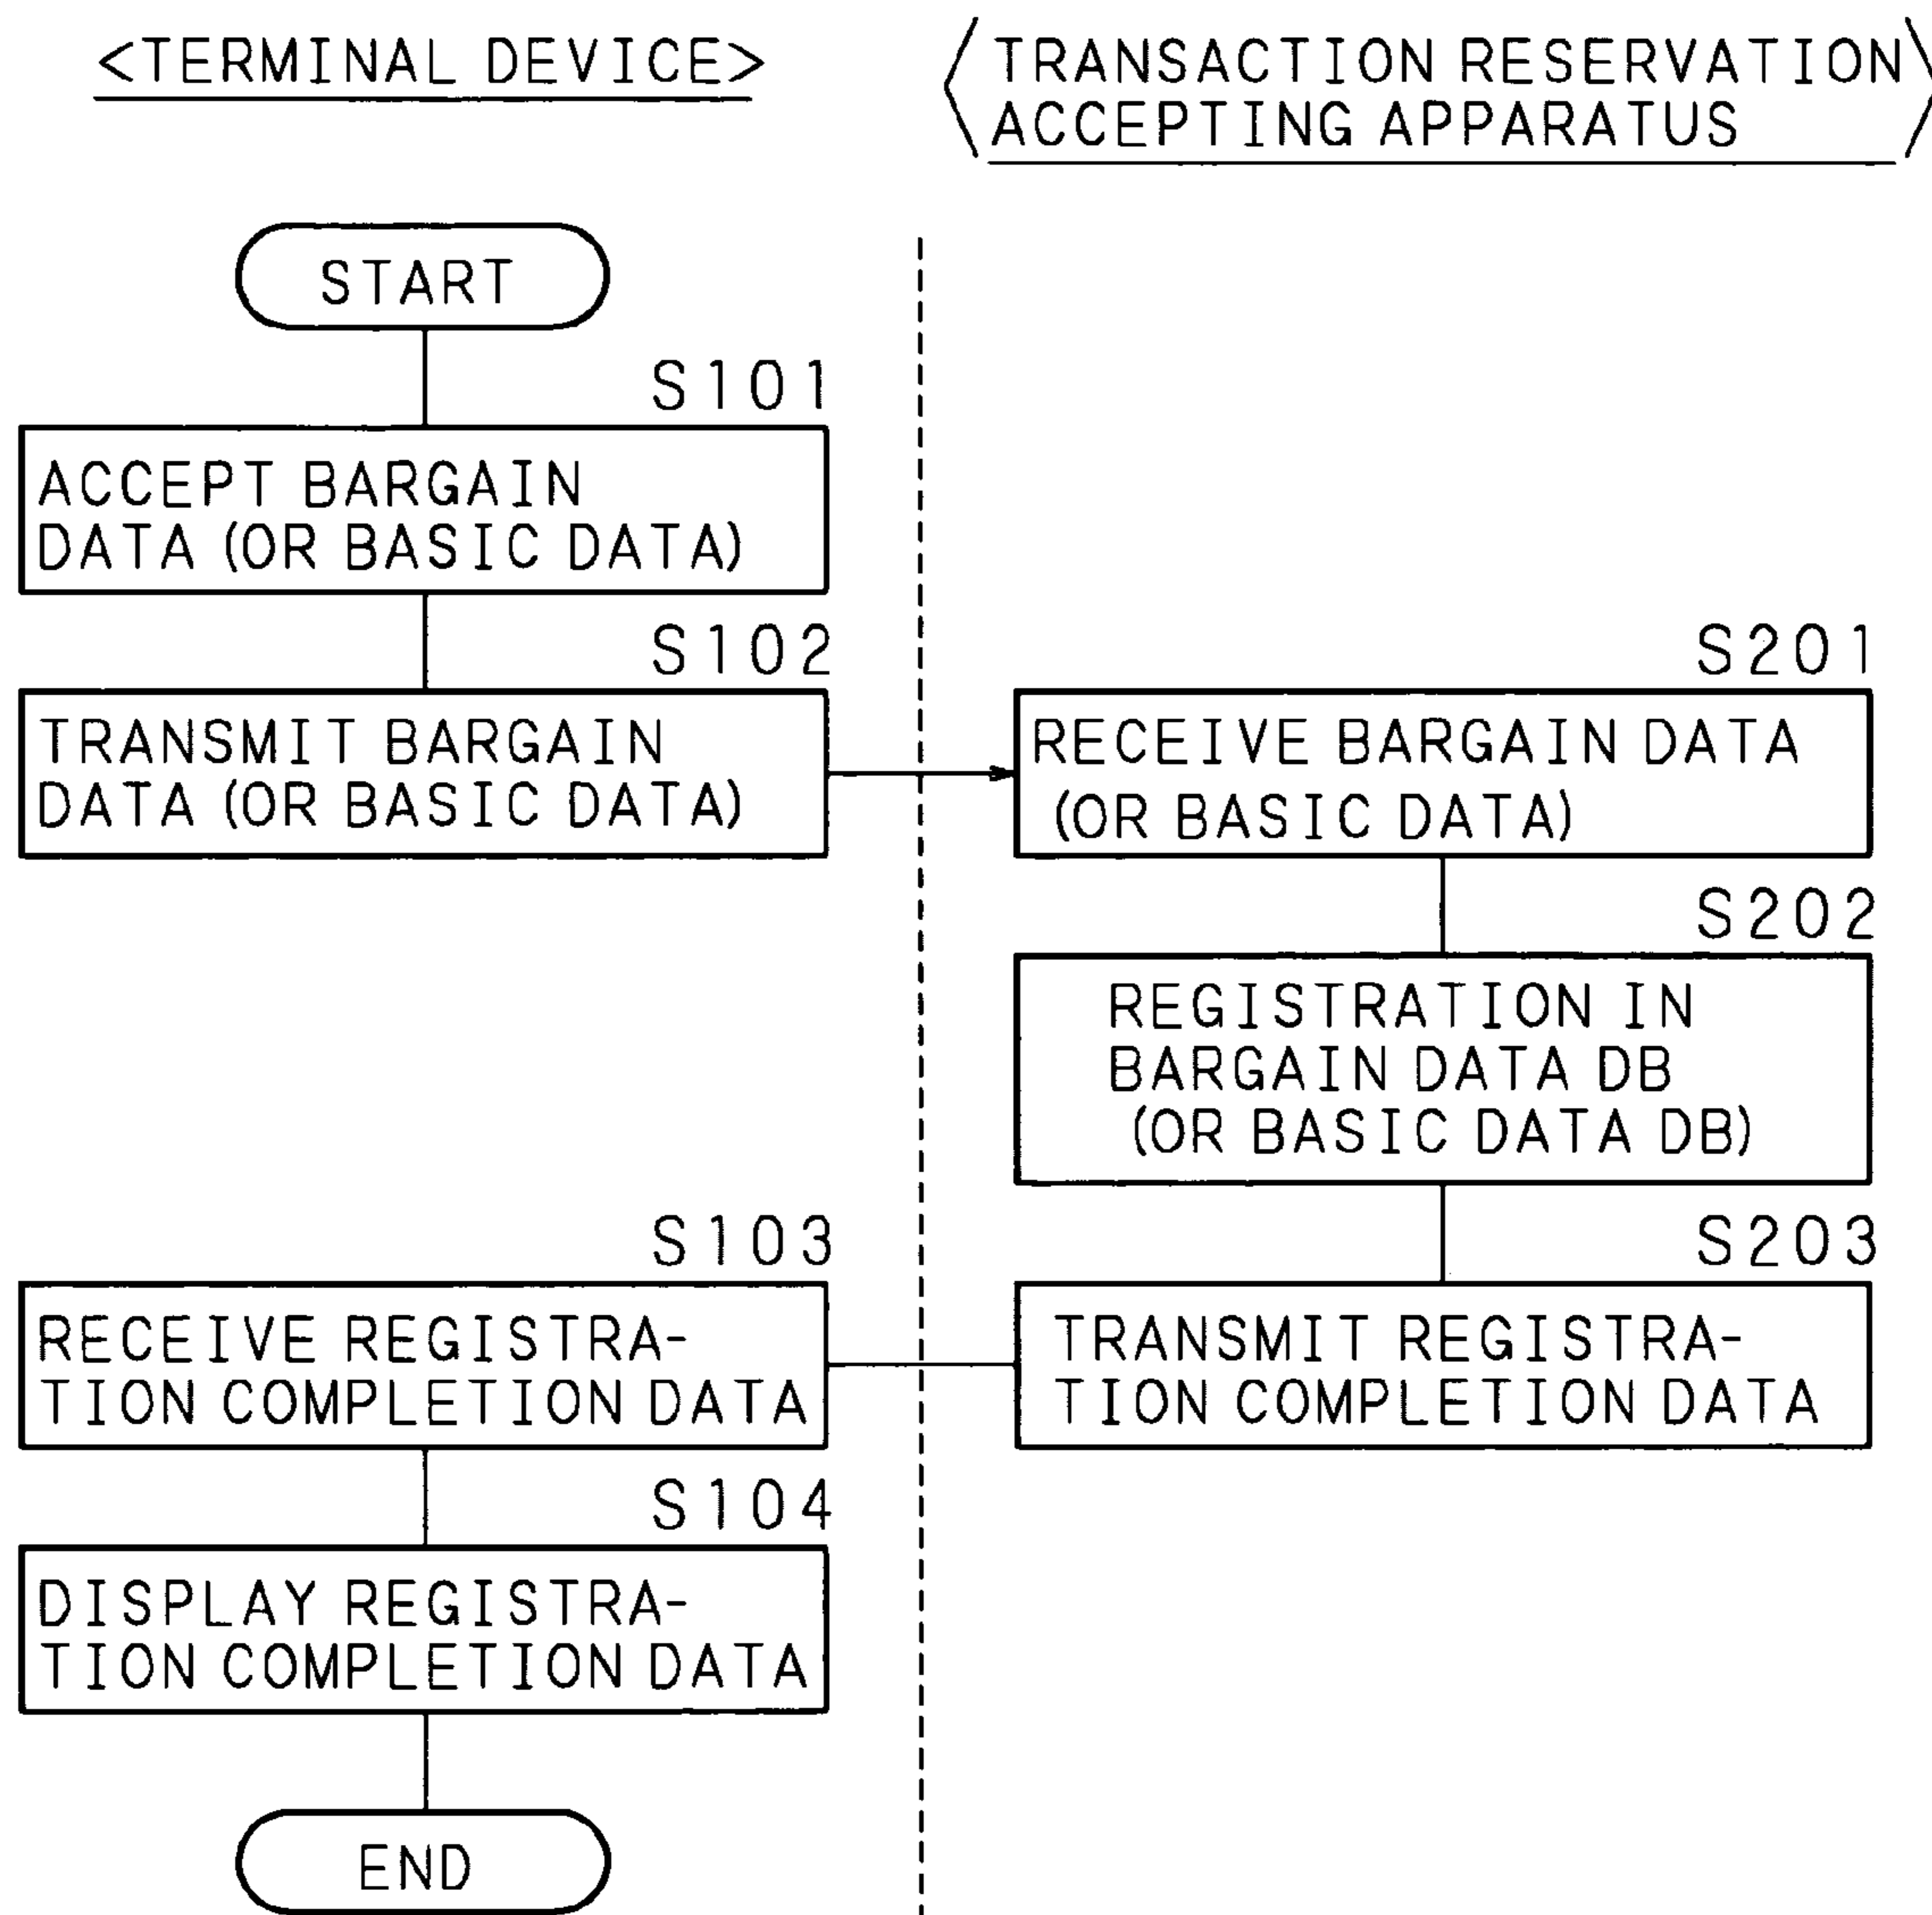 <TERMINAL DEVICE>
<TRANSACTION RESERVATION
ACCEPTING APPARATUS>
START
S101
ACCEPT BARGAIN
DATA (OR BASIC DATA)
S102
TRANSMIT BARGAIN
DATA (OR BASIC DATA)
S201
RECEIVE BARGAIN DATA
(OR BASIC DATA)
S202
REGISTRATION IN
BARGAIN DATA DB
(OR BASIC DATA DB)
S203
TRANSMIT REGISTRA-
TION COMPLETION DATA
S103
RECEIVE REGISTRA-
TION COMPLETION DATA
S104
DISPLAY REGISTRA-
TION COMPLETION DATA
END